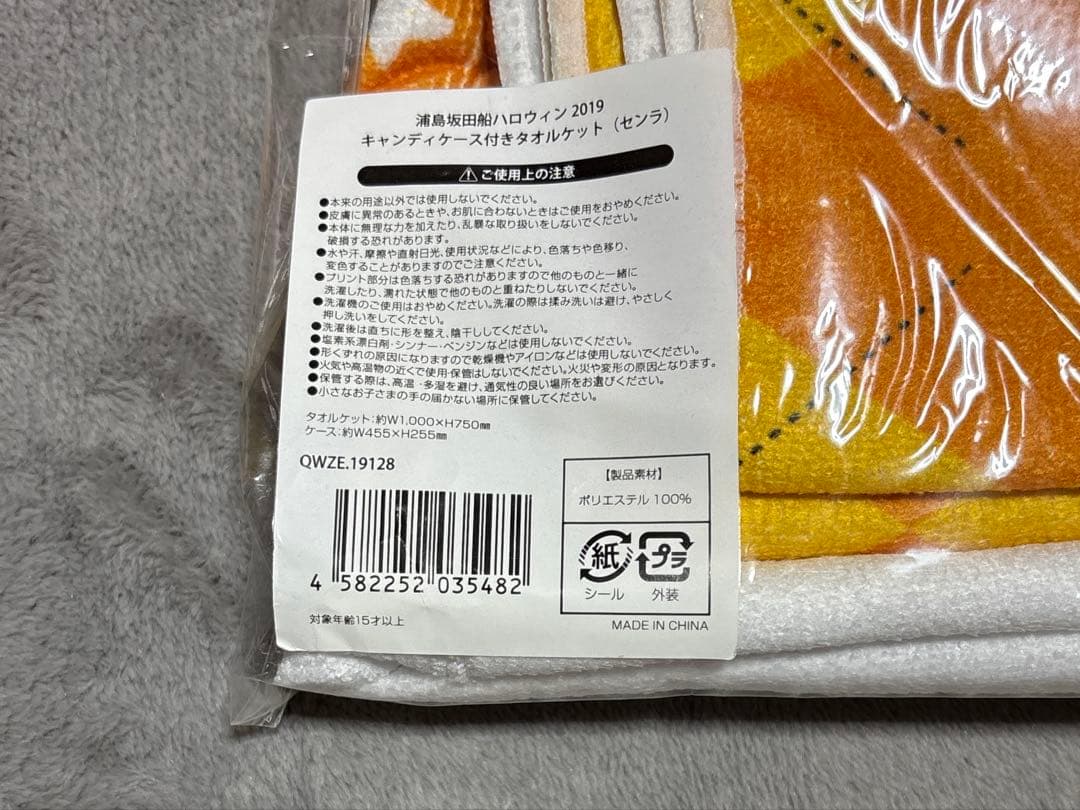 浦島坂田船ハロウィン 2019
キャンディケース付きタオルケット（センラ）
⚠ご使用上の注意
●本来の用途以外では使用しないでください。
●皮膚に異常のあるときや、お肌に合わないときはご使用をおやめください。
●本体に無理な力を加えたり、乱暴な取り扱いをしないでください。
破損する恐れがあります。
●水や汗、摩擦や直射日光、使用状況などにより、色落ちや色移り、
変色することがありますのでご注意ください。
●プリント部分は色落ちする恐れがありますので他のものと一緒に
洗濯したり、濡れた状態で他のものと重ねたりしないでください。
●洗濯機のご使用はおやめください。洗濯の際は揉み洗いは避け、やさしく
押し洗いをしてください。
●洗濯後は直ちに形を整え、陰干ししてください。
●塩素系漂白剤・シンナー・ベンジンなどは使用しないでください。
●形くずれの原因になりますので乾燥機やアイロンなどは使用しないでください。
●火気や高温物の近くで使用・保管はしないでください。火災や変形の原因となります。
●保管する際は、高温・多湿を避け、通気性の良い場所をお選びください。
●小さなお子さまの手の届かない場所に保管してください。
タオルケット:約W1,000×H750㎜
ケース:約W455×H255㎜
QWZE.19128
【製品素材】
ポリエステル 100%
紙
プラ
シール
外装
4 582252 035482
対象年齢15才以上
MADE IN CHINA